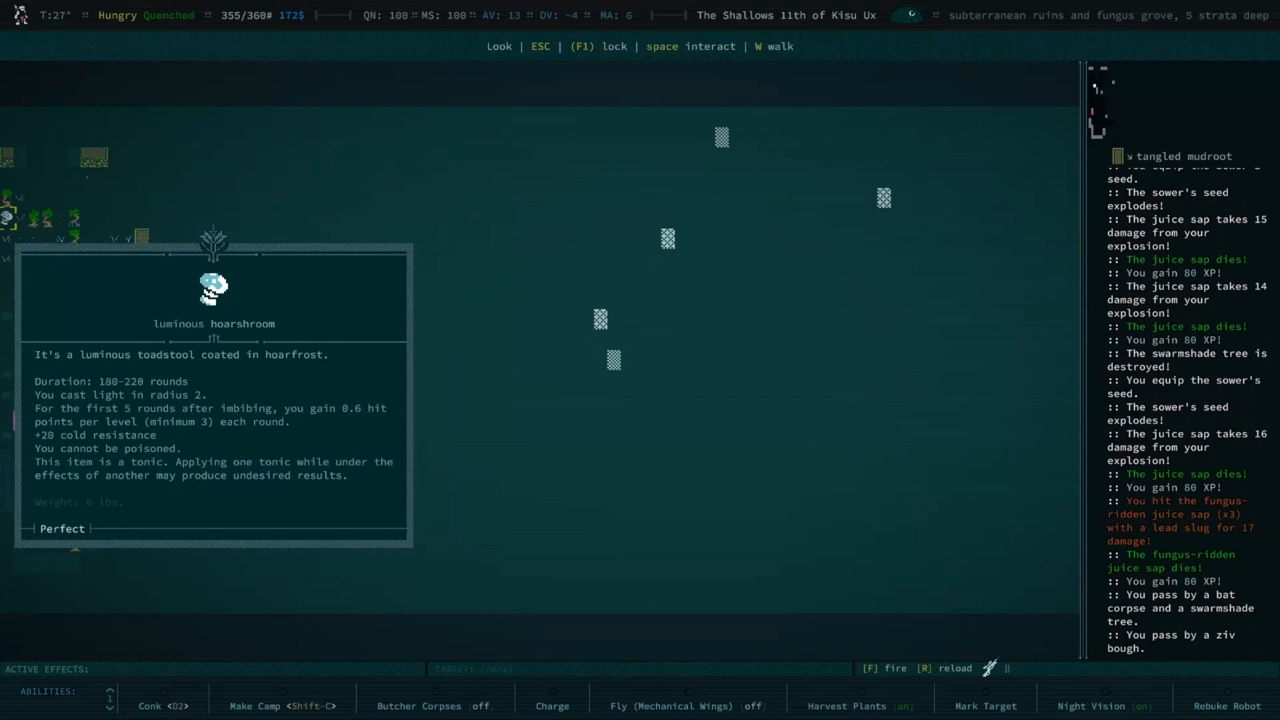 T:27° :: Hungry Quenched :: 355/360# 172$ QN: 100 :: MS: 100 :: AV: 13 :: DV: -4 :: MA: 6 The Shallows 11th of Kisu Ux :: subterranean ruins and fungus grove, 5 strata deep
Look | ESC | (F1) lock | space interact | W walk
luminous hoarshroom
It's a luminous toadstool coated in hoarfrost.
Duration: 180-220 rounds
You cast light in radius 2.
For the first 5 rounds after imbibing, you gain 0.6 hit
points per level (minimum 3) each round.
+20 cold resistance
You cannot be poisoned.
This item is a tonic. Applying one tonic while under the
effects of another may produce undesired results.
Weight: 0 lbs.
Perfect
tangled mudroot
seed.
:: The sower's seed
explodes!
:: The juice sap takes 15
damage from your
explosion!
:: The juice sap dies!
:: You gain 80 XP!
:: The juice sap takes 14
damage from your
explosion!
:: The juice sap dies!
:: You gain 80 XP!
:: The swarmshade tree is
destroyed!
:: You equip the sower's
seed.
:: The sower's seed
explodes!
:: The juice sap takes 16
damage from your
explosion!
:: The juice sap dies!
:: You gain 80 XP!
:: You hit the fungus-
ridden juice sap (x3)
with a lead slug for 17
damage!
:: The fungus-ridden
juice sap dies!
:: You gain 80 XP!
:: You pass by a bat
corpse and a swarmshade
tree.
:: You pass by a ziv
bough.
ACTIVE EFFECTS: TARGET: (none) [F] fire [R] reload
ABILITIES: 1 Conk <D2> Make Camp <Shift-C> Butcher Corpses (off) Charge Fly (Mechanical Wings) (off) Harvest Plants (on) Mark Target Night Vision (on) Rebuke Robot